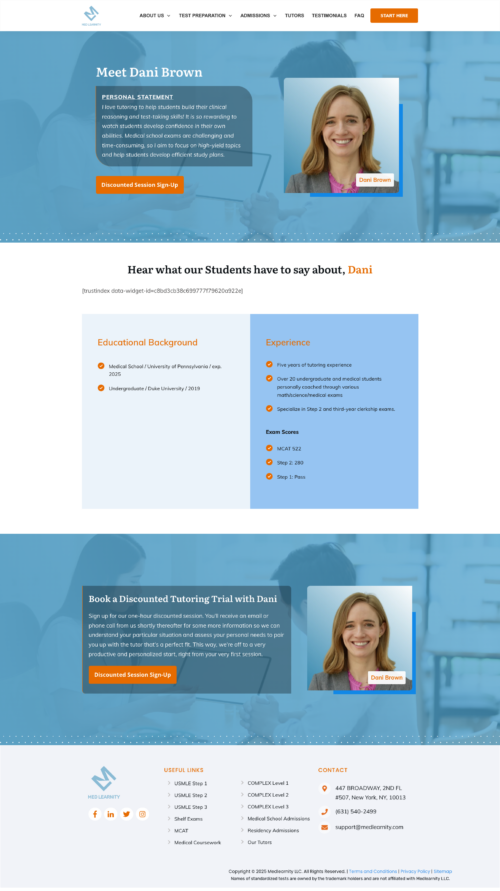 ABOUT US
TEST PREPARATION
ADMISSIONS
TUTORS
TESTIMONIALS
FAQ
START HERE
MED LEARNITY
Meet Dani Brown
PERSONAL STATEMENT
I love tutoring to help students build their clinical
reasoning and test-taking skills! It is so rewarding to
watch students develop confidence in their own
abilities. Medical school exams are challenging and
time-consuming, so I aim to focus on high-yield topics
and help students develop efficient study plans.
Discounted Session Sign-Up
Dani Brown
Hear what our Students have to say about, Dani
Educational Background
Medical School / University of Pennsylvania / exp.
2025
Undergraduate / Duke University / 2019
Experience
Five years of tutoring experience
Over 20 undergraduate and medical students
personally coached through various
math/science/medical exams
Specialize in Step 2 and third-year clerkship exams.
Exam Scores
MCAT 522
Step 2: 280
Step 1: Pass
Book a Discounted Tutoring Trial with Dani
Sign up for our one-hour discounted session. You'll receive an email or
phone call from us shortly thereafter for some more information so we can
understand your particular situation and assess your personal needs to pair
you up with the tutor that's a perfect fit. This way, we're off to a very
productive and personalized start, right from your very first session.
Discounted Session Sign-Up
Dani Brown
MED LEARNITY
USEFUL LINKS
USMLE Step 1
USMLE Step 2
USMLE Step 3
Shelf Exams
MCAT
Medical Coursework
COMPLEX Level 1
COMPLEX Level 2
COMPLEX Level 3
Medical School Admissions
Residency Admissions
Our Tutors
CONTACT
447 BROADWAY, 2ND FL
#507, New York, NY, 10013
(631) 540-2499
support@medlearnity.com
Copyright © 2025 Medlearnity LLC. All Rights Reserved. | Terms and Conditions | Privacy Policy | Sitemap
Names of standardized tests are owned by the trademark holders and are not affiliated with Medlearnity LLC.